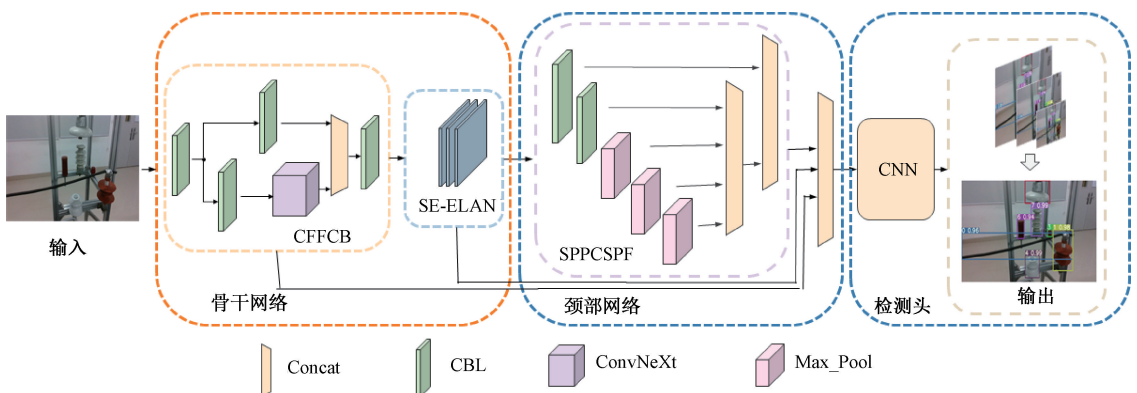 输入
CFFCB
骨干网络
SE-ELAN
SPPCSPF
颈部网络
CNN
检测头
输出
Concat
CBL
ConvNeXt
Max_Pool